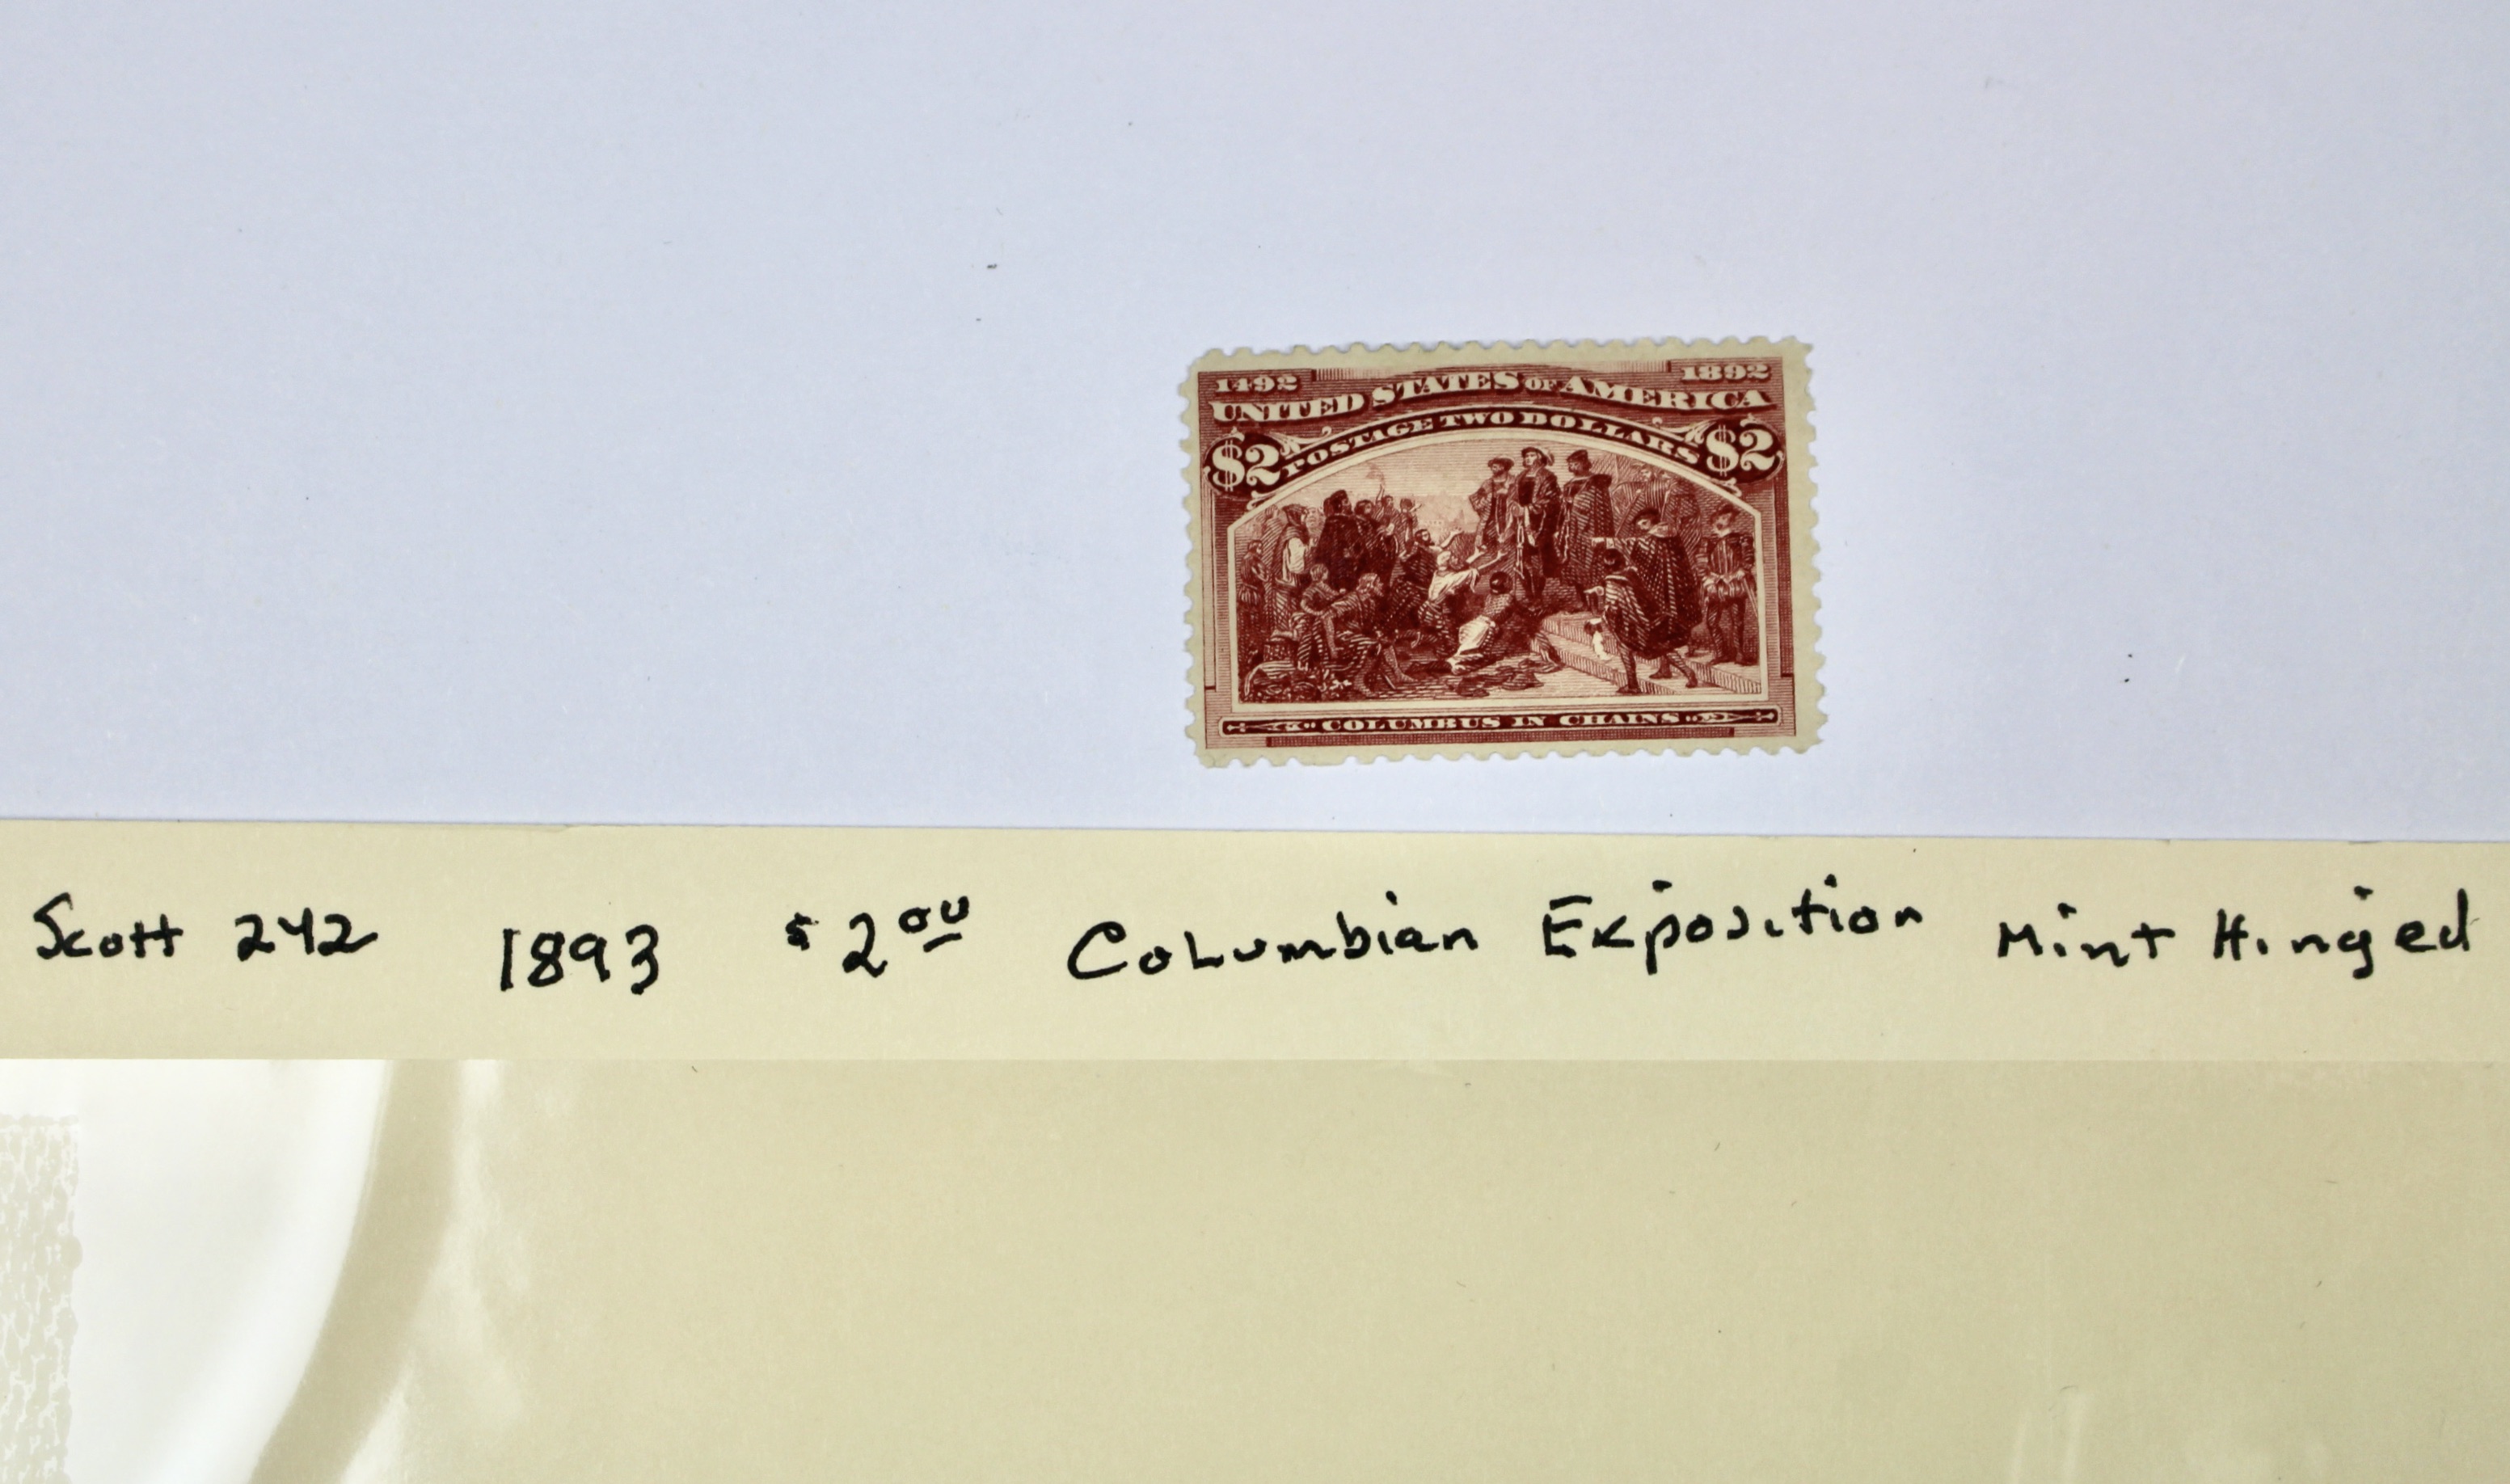 1492 1892
UNITED STATES OF AMERICA
$2 POSTAGE TWO DOLLARS $2
"COLUMBUS IN CHAINS"
Scott 242 1893 $2 00 Columbian Exposition Mint Hinged